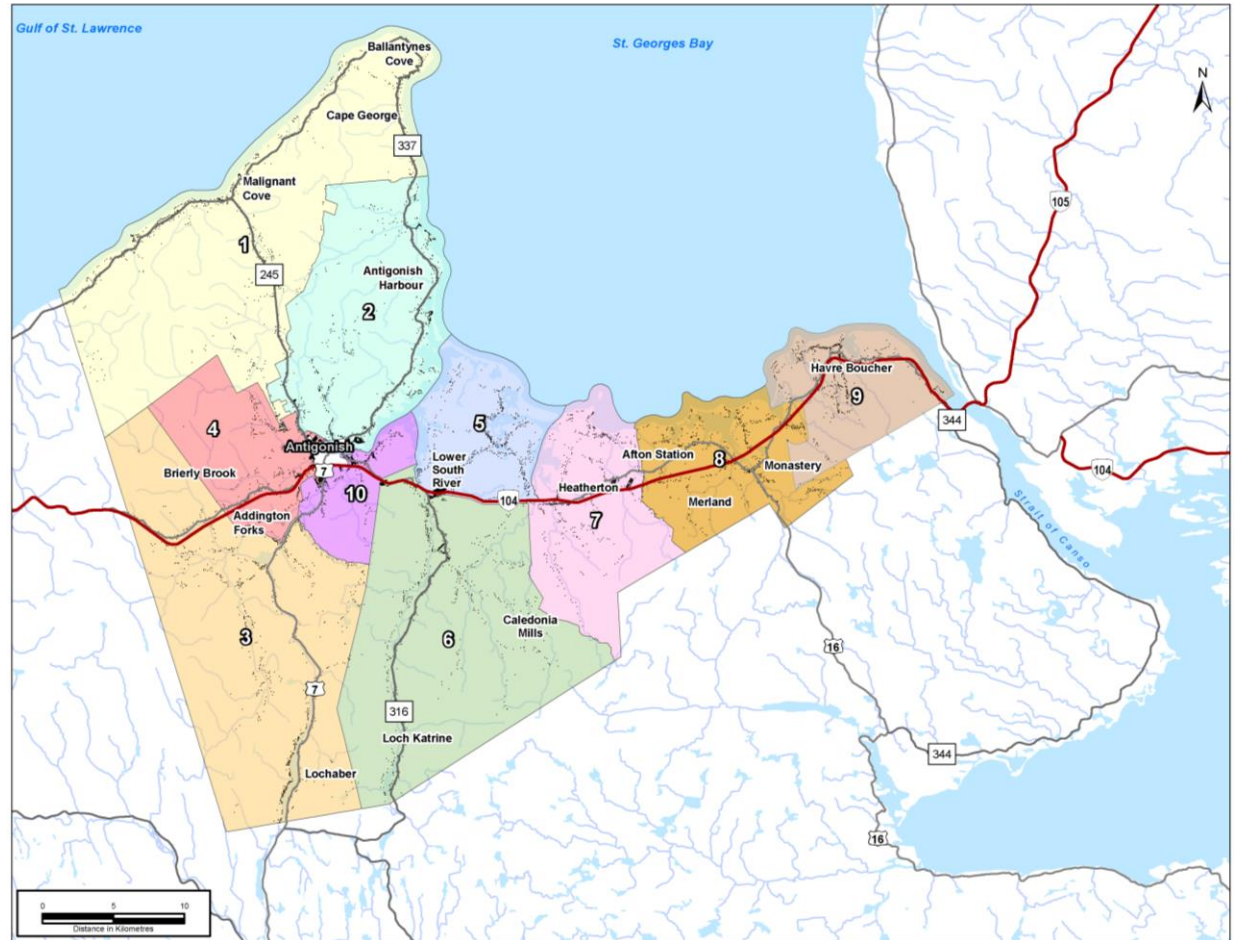 Gulf of St. Lawrence
St. Georges Bay
Ballantynes
Cove
N
Cape George
337
Malignant
Cove
105
1
245
Antigonish
Harbour
2
Havre Boucher
9
344
4
5
Antigonish
7
Lower
South
River
Afton Station
8
Monastery
104
Brierly Brook
10
Heatherton
104
Merland
Addington
Forks
7
Strait of Canso
3
6
Caledonia
Mills
16
7
316
Loch Katrine
344
Lochaber
16
0 5 10
Distance in Kilometres